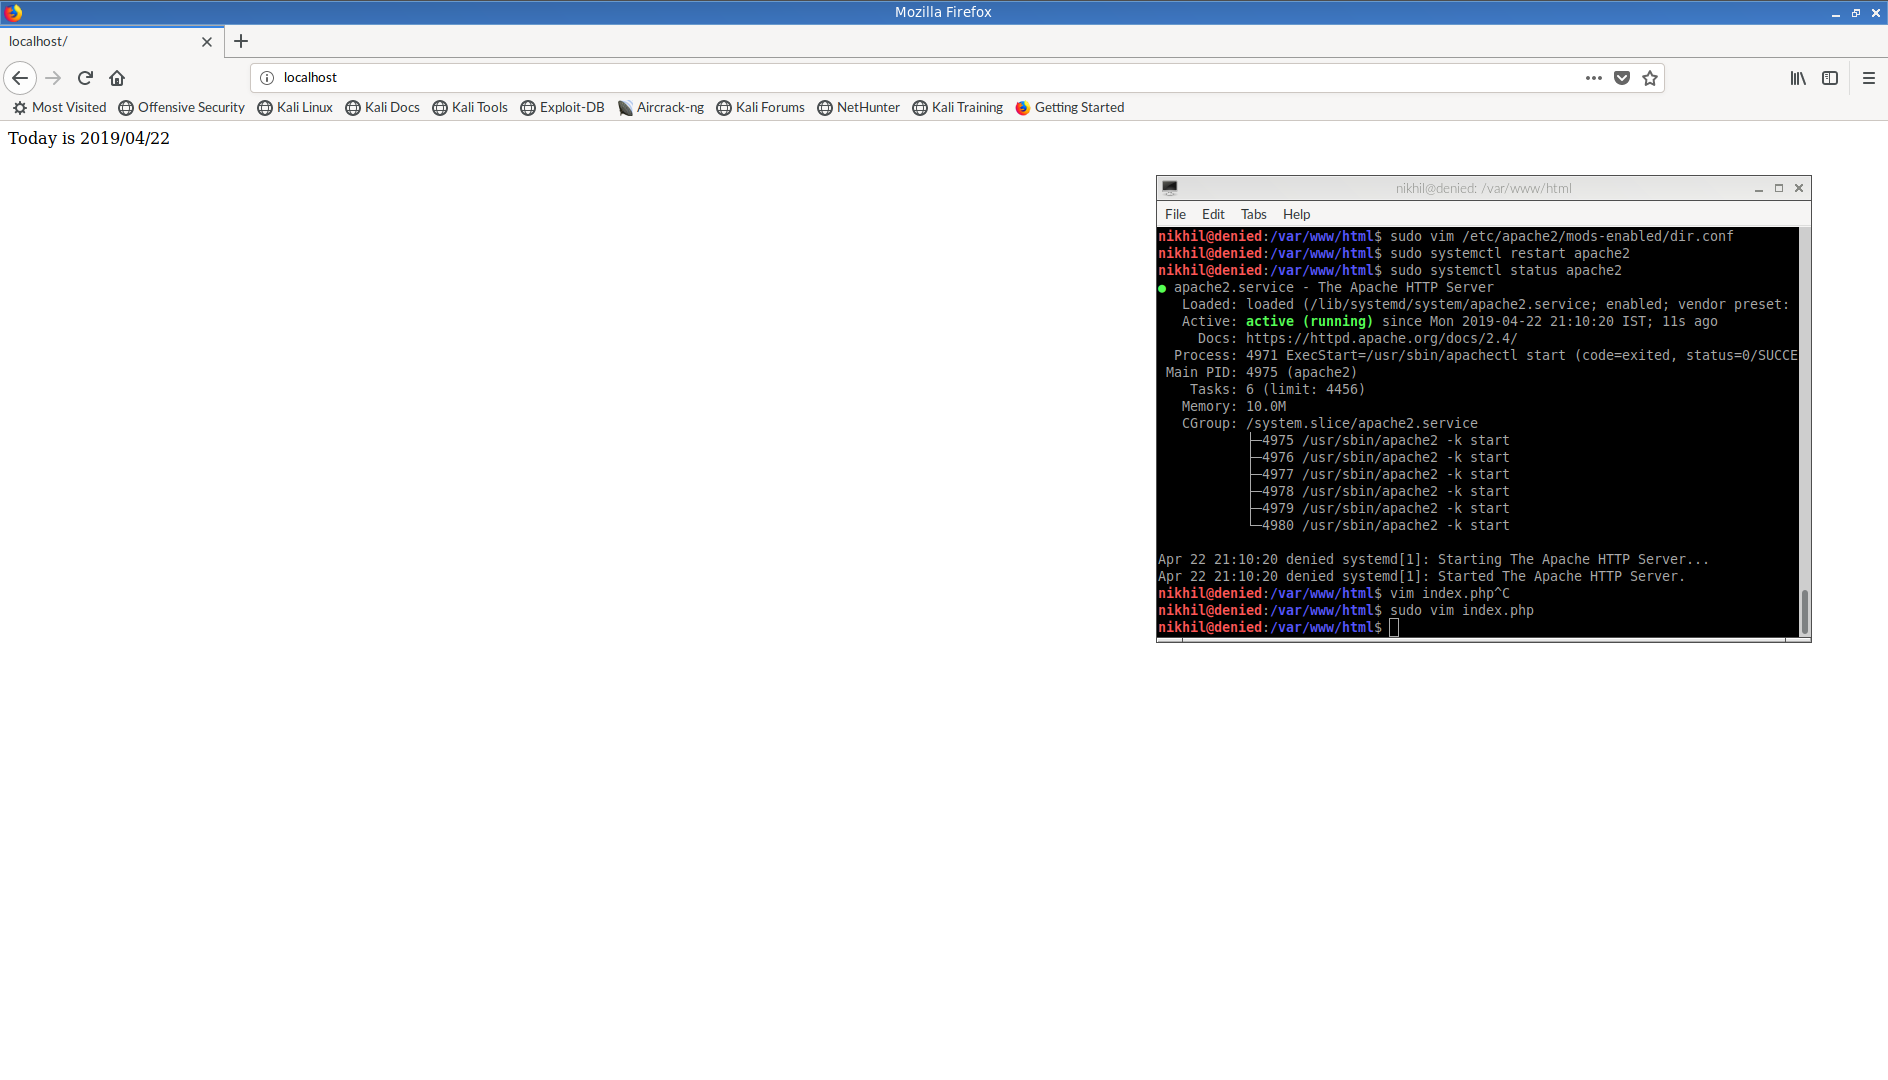 Mozilla Firefox
localhost/
localhost
Most Visited Offensive Security Kali Linux Kali Docs Kali Tools Exploit-DB Aircrack-ng Kali Forums NetHunter Kali Training Getting Started
Today is 2019/04/22
nikhil@denied: /var/www/html
File Edit Tabs Help
nikhil@denied:/var/www/html$ sudo vim /etc/apache2/mods-enabled/dir.conf
nikhil@denied:/var/www/html$ sudo systemctl restart apache2
nikhil@denied:/var/www/html$ sudo systemctl status apache2
● apache2.service - The Apache HTTP Server
Loaded: loaded (/lib/systemd/system/apache2.service; enabled; vendor preset:
Active: active (running) since Mon 2019-04-22 21:10:20 IST; 11s ago
Docs: https://httpd.apache.org/docs/2.4/
Process: 4971 ExecStart=/usr/sbin/apachectl start (code=exited, status=0/SUCCE
Main PID: 4975 (apache2)
Tasks: 6 (limit: 4456)
Memory: 10.0M
CGroup: /system.slice/apache2.service
├─4975 /usr/sbin/apache2 -k start
├─4976 /usr/sbin/apache2 -k start
├─4977 /usr/sbin/apache2 -k start
├─4978 /usr/sbin/apache2 -k start
├─4979 /usr/sbin/apache2 -k start
└─4980 /usr/sbin/apache2 -k start
Apr 22 21:10:20 denied systemd[1]: Starting The Apache HTTP Server...
Apr 22 21:10:20 denied systemd[1]: Started The Apache HTTP Server.
nikhil@denied:/var/www/html$ vim index.php^C
nikhil@denied:/var/www/html$ sudo vim index.php
nikhil@denied:/var/www/html$